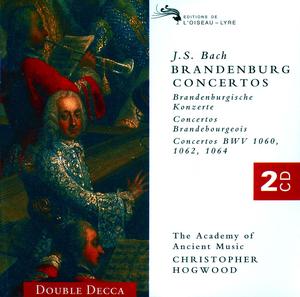 EDITIONS DE
L'OISEAU-LYRE
J.S. Bach
BRANDENBURG
CONCERTOS
Brandenburgische
Konzerte
Concertos
Brandebourgeois
Concertos BWV 1060,
1062, 1064
2CD
The Academy of
Ancient Music
CHRISTOPHER
HOGWOOD
DOUBLE DECCA